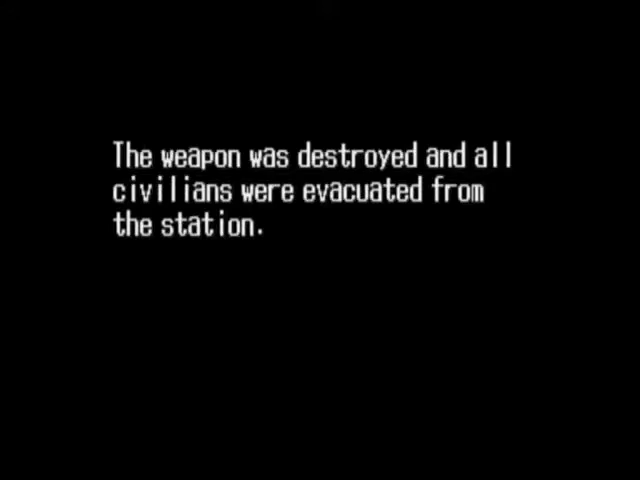 The weapon was destroyed and all
civilians were evacuated from
the station.